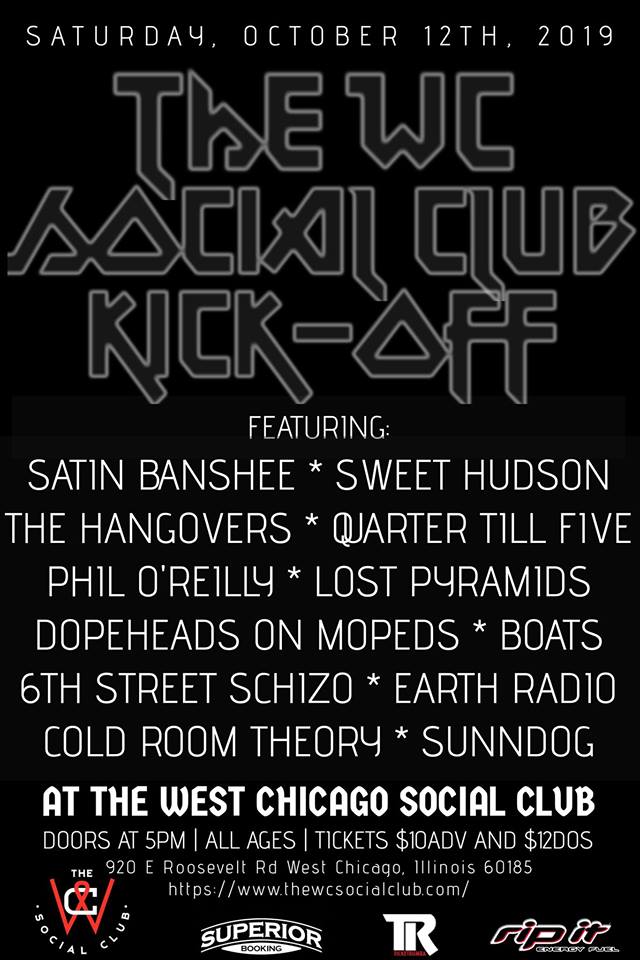 SATURDAY, OCTOBER 12TH, 2019
THE WC
SOCIAL CLUB
KICK-OFF
FEATURING:
SATIN BANSHEE * SWEET HUDSON
THE HANGOVERS * QUARTER TILL FIVE
PHIL O'REILLY * LOST PYRAMIDS
DOPEHEADS ON MOPEDS * BOATS
6TH STREET SCHIZO * EARTH RADIO
COLD ROOM THEORY * SUNNDOG
AT THE WEST CHICAGO SOCIAL CLUB
DOORS AT 5PM | ALL AGES | TICKETS $10ADV AND $12DOS
920 E Roosevelt Rd West Chicago, Illinois 60185
https://www.thewcsocialclub.com/
THE
WC
· SOCIAL CLUB ·
SUPERIOR
BOOKING
TR
rip it
ENERGY FUEL